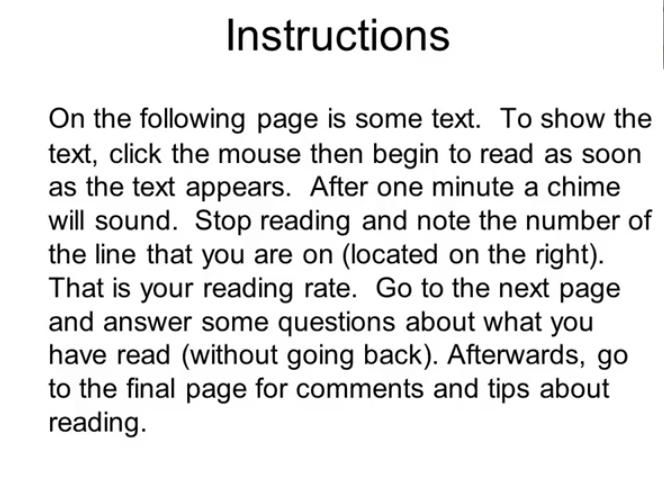 Instructions
On the following page is some text.  To show the
text, click the mouse then begin to read as soon
as the text appears.  After one minute a chime
will sound.  Stop reading and note the number of
the line that you are on (located on the right).
That is your reading rate.  Go to the next page
and answer some questions about what you
have read (without going back). Afterwards, go
to the final page for comments and tips about
reading.